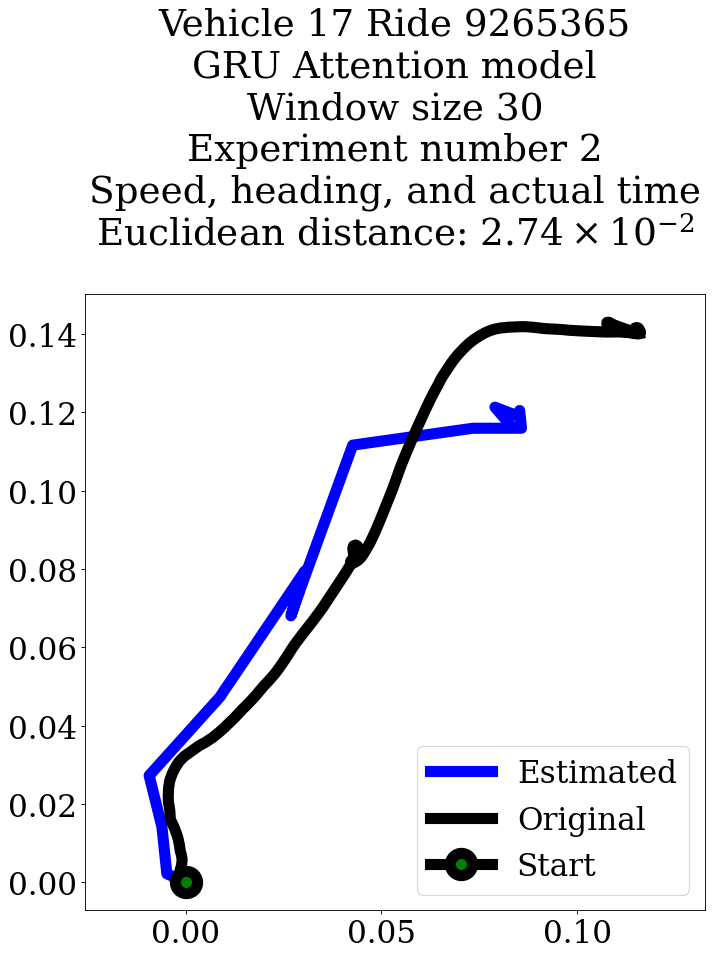 Vehicle 17 Ride 9265365
GRU Attention model
Window size 30
Experiment number 2
Speed, heading, and actual time
Euclidean distance: 2.74 × 10⁻²
0.14
0.12
0.10
0.08
0.06
0.04
0.02
0.00
Estimated
Original
Start
0.00 0.05 0.10